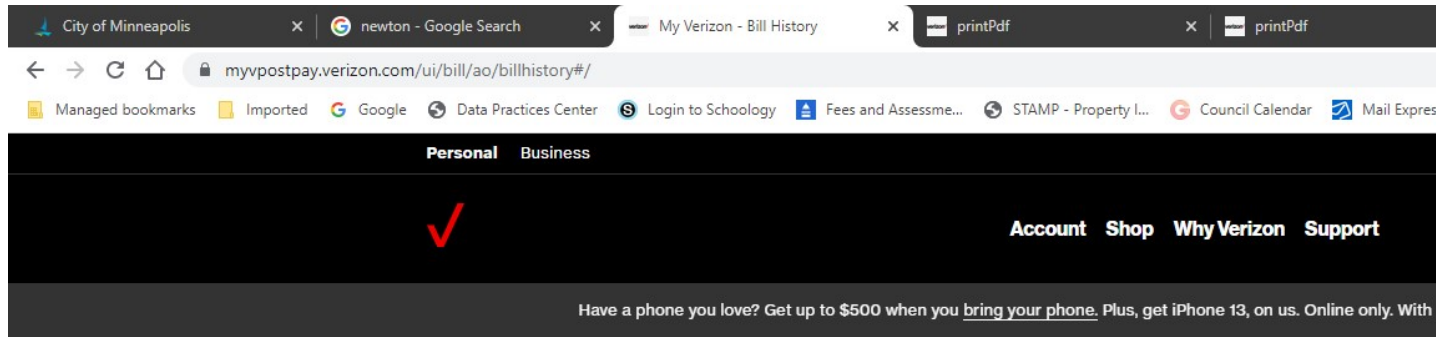 City of Minneapolis newton - Google Search My Verizon - Bill History printPdf printPdf
myvpostpay.verizon.com/ui/bill/ao/billhistory#/
Managed bookmarks Imported Google Data Practices Center Login to Schoology Fees and Assessme... STAMP - Property I... Council Calendar Mail Expres
Personal Business
Account Shop Why Verizon Support
Have a phone you love? Get up to $500 when you bring your phone. Plus, get iPhone 13, on us. Online only. With